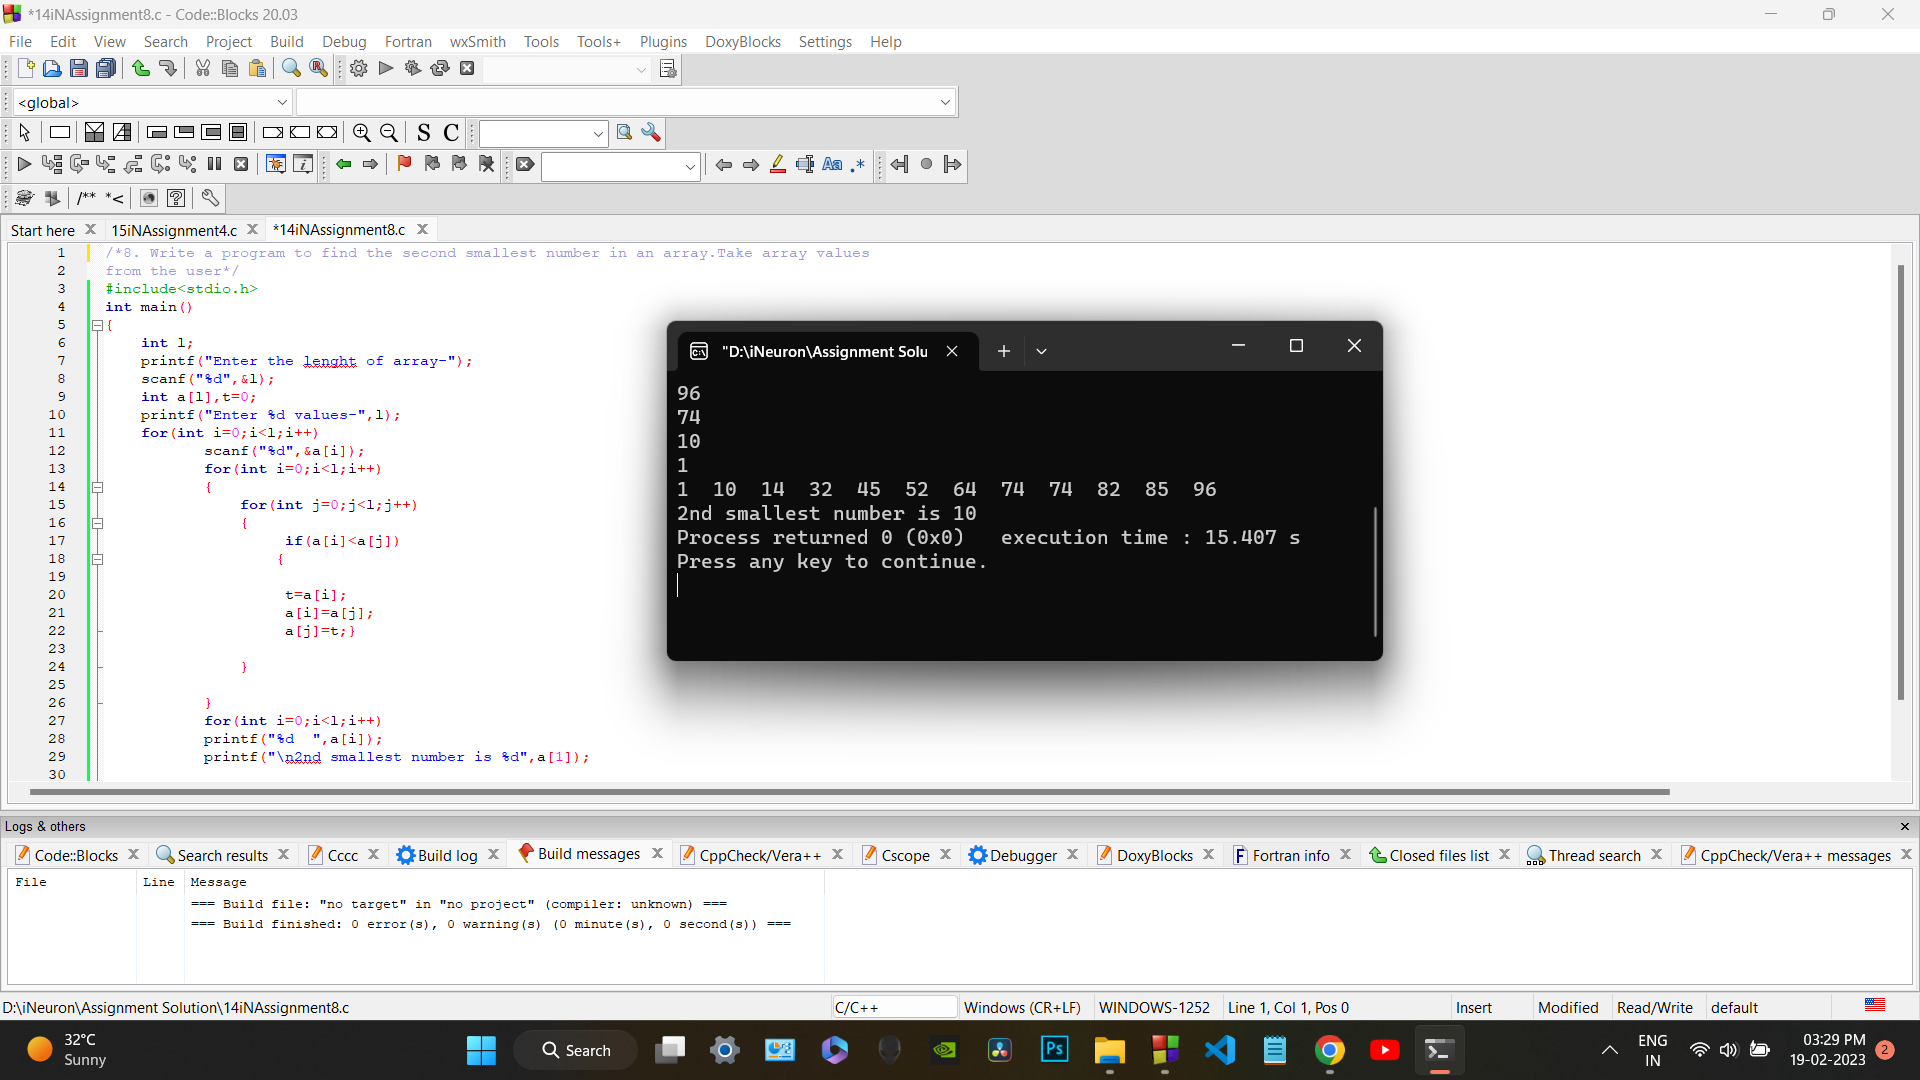 *14iNAssignment8.c - Code::Blocks 20.03
File Edit View Search Project Build Debug Fortran wxSmith Tools Tools+ Plugins DoxyBlocks Settings Help
<global>
S C
Aa .*
/** *<
Start here 15iNAssignment4.c *14iNAssignment8.c
1 /*8. Write a program to find the second smallest number in an array.Take array values
2 from the user*/
3 #include<stdio.h>
4 int main()
5 {
6 int l;
7 printf("Enter the lenght of array-");
8 scanf("%d",&l);
9 int a[l],t=0;
10 printf("Enter %d values-",l);
11 for(int i=0;i<l;i++)
12 scanf("%d",&a[i]);
13 for(int i=0;i<l;i++)
14 {
15 for(int j=0;j<l;j++)
16 {
17 if(a[i]<a[j])
18 {
19
20 t=a[i];
21 a[i]=a[j];
22 a[j]=t;}
23
24 }
25
26 }
27 for(int i=0;i<l;i++)
28 printf("%d  ",a[i]);
29 printf("\n2nd smallest number is %d",a[1]);
30
"D:\iNeuron\Assignment Solu
96
74
10
1
1 10 14 32 45 52 64 74 74 82 85 96
2nd smallest number is 10
Process returned 0 (0x0)   execution time : 15.407 s
Press any key to continue.
Logs & others
Code::Blocks Search results Cccc Build log Build messages CppCheck/Vera++ Cscope Debugger DoxyBlocks Fortran info Closed files list Thread search CppCheck/Vera++ messages
File Line Message
=== Build file: "no target" in "no project" (compiler: unknown) ===
=== Build finished: 0 error(s), 0 warning(s) (0 minute(s), 0 second(s)) ===
D:\iNeuron\Assignment Solution\14iNAssignment8.c C/C++ Windows (CR+LF) WINDOWS-1252 Line 1, Col 1, Pos 0 Insert Modified Read/Write default
32°C
Sunny
Search
Ps
ENG
IN
03:29 PM
19-02-2023
2